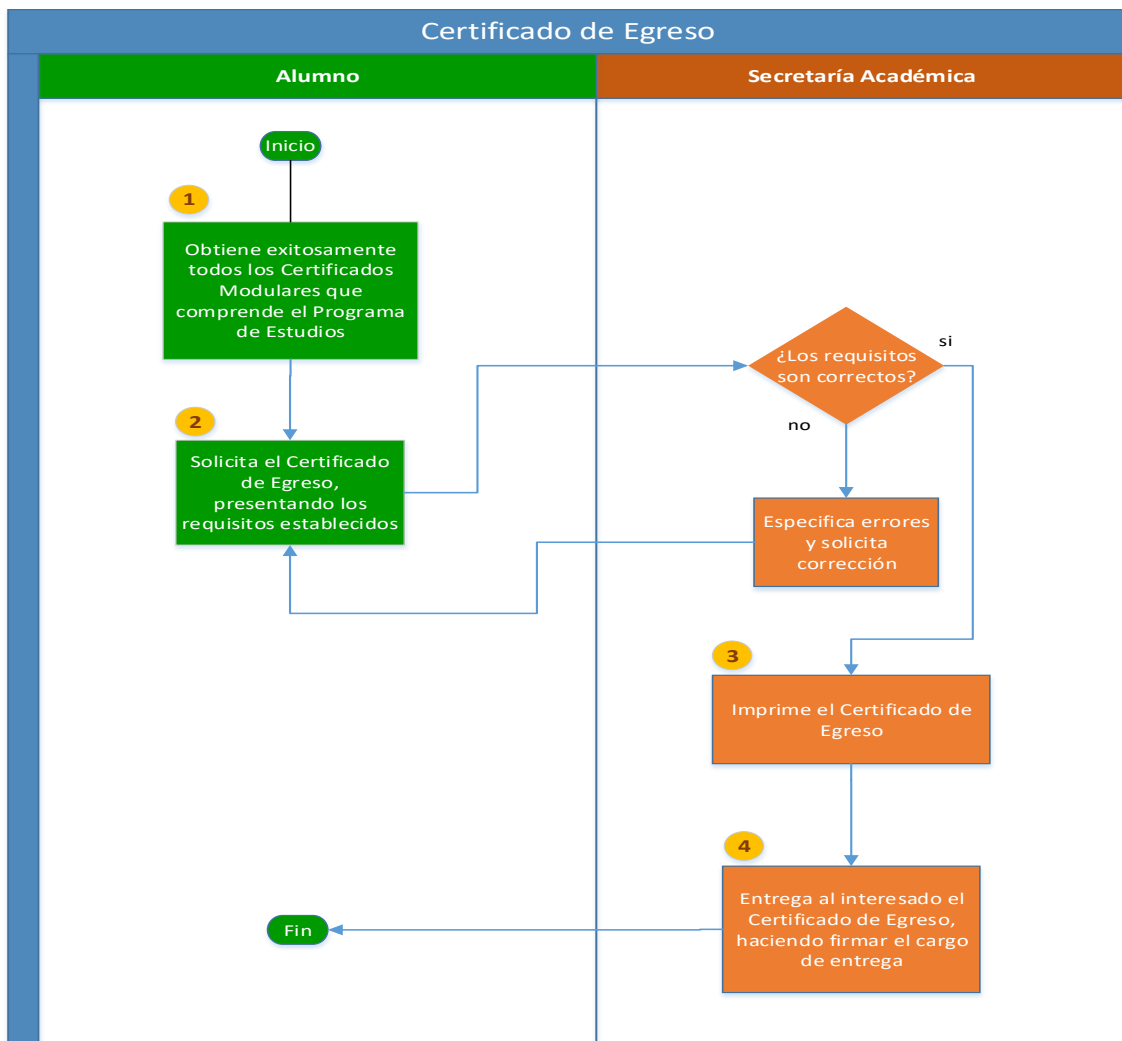 Certificado de Egreso
Alumno
Secretaría Académica
Inicio
1
Obtiene exitosamente
todos los Certificados
Modulares que
comprende el Programa
de Estudios
¿Los requisitos
son correctos?
si
no
2
Solicita el Certificado
de Egreso,
presentando los
requisitos establecidos
Especifica errores
y solicita
corrección
3
Imprime el Certificado de
Egreso
4
Entrega al interesado el
Certificado de Egreso,
haciendo firmar el cargo
de entrega
Fin